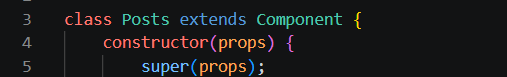 3 class Posts extends Component {
4 constructor(props) {
5 super(props);